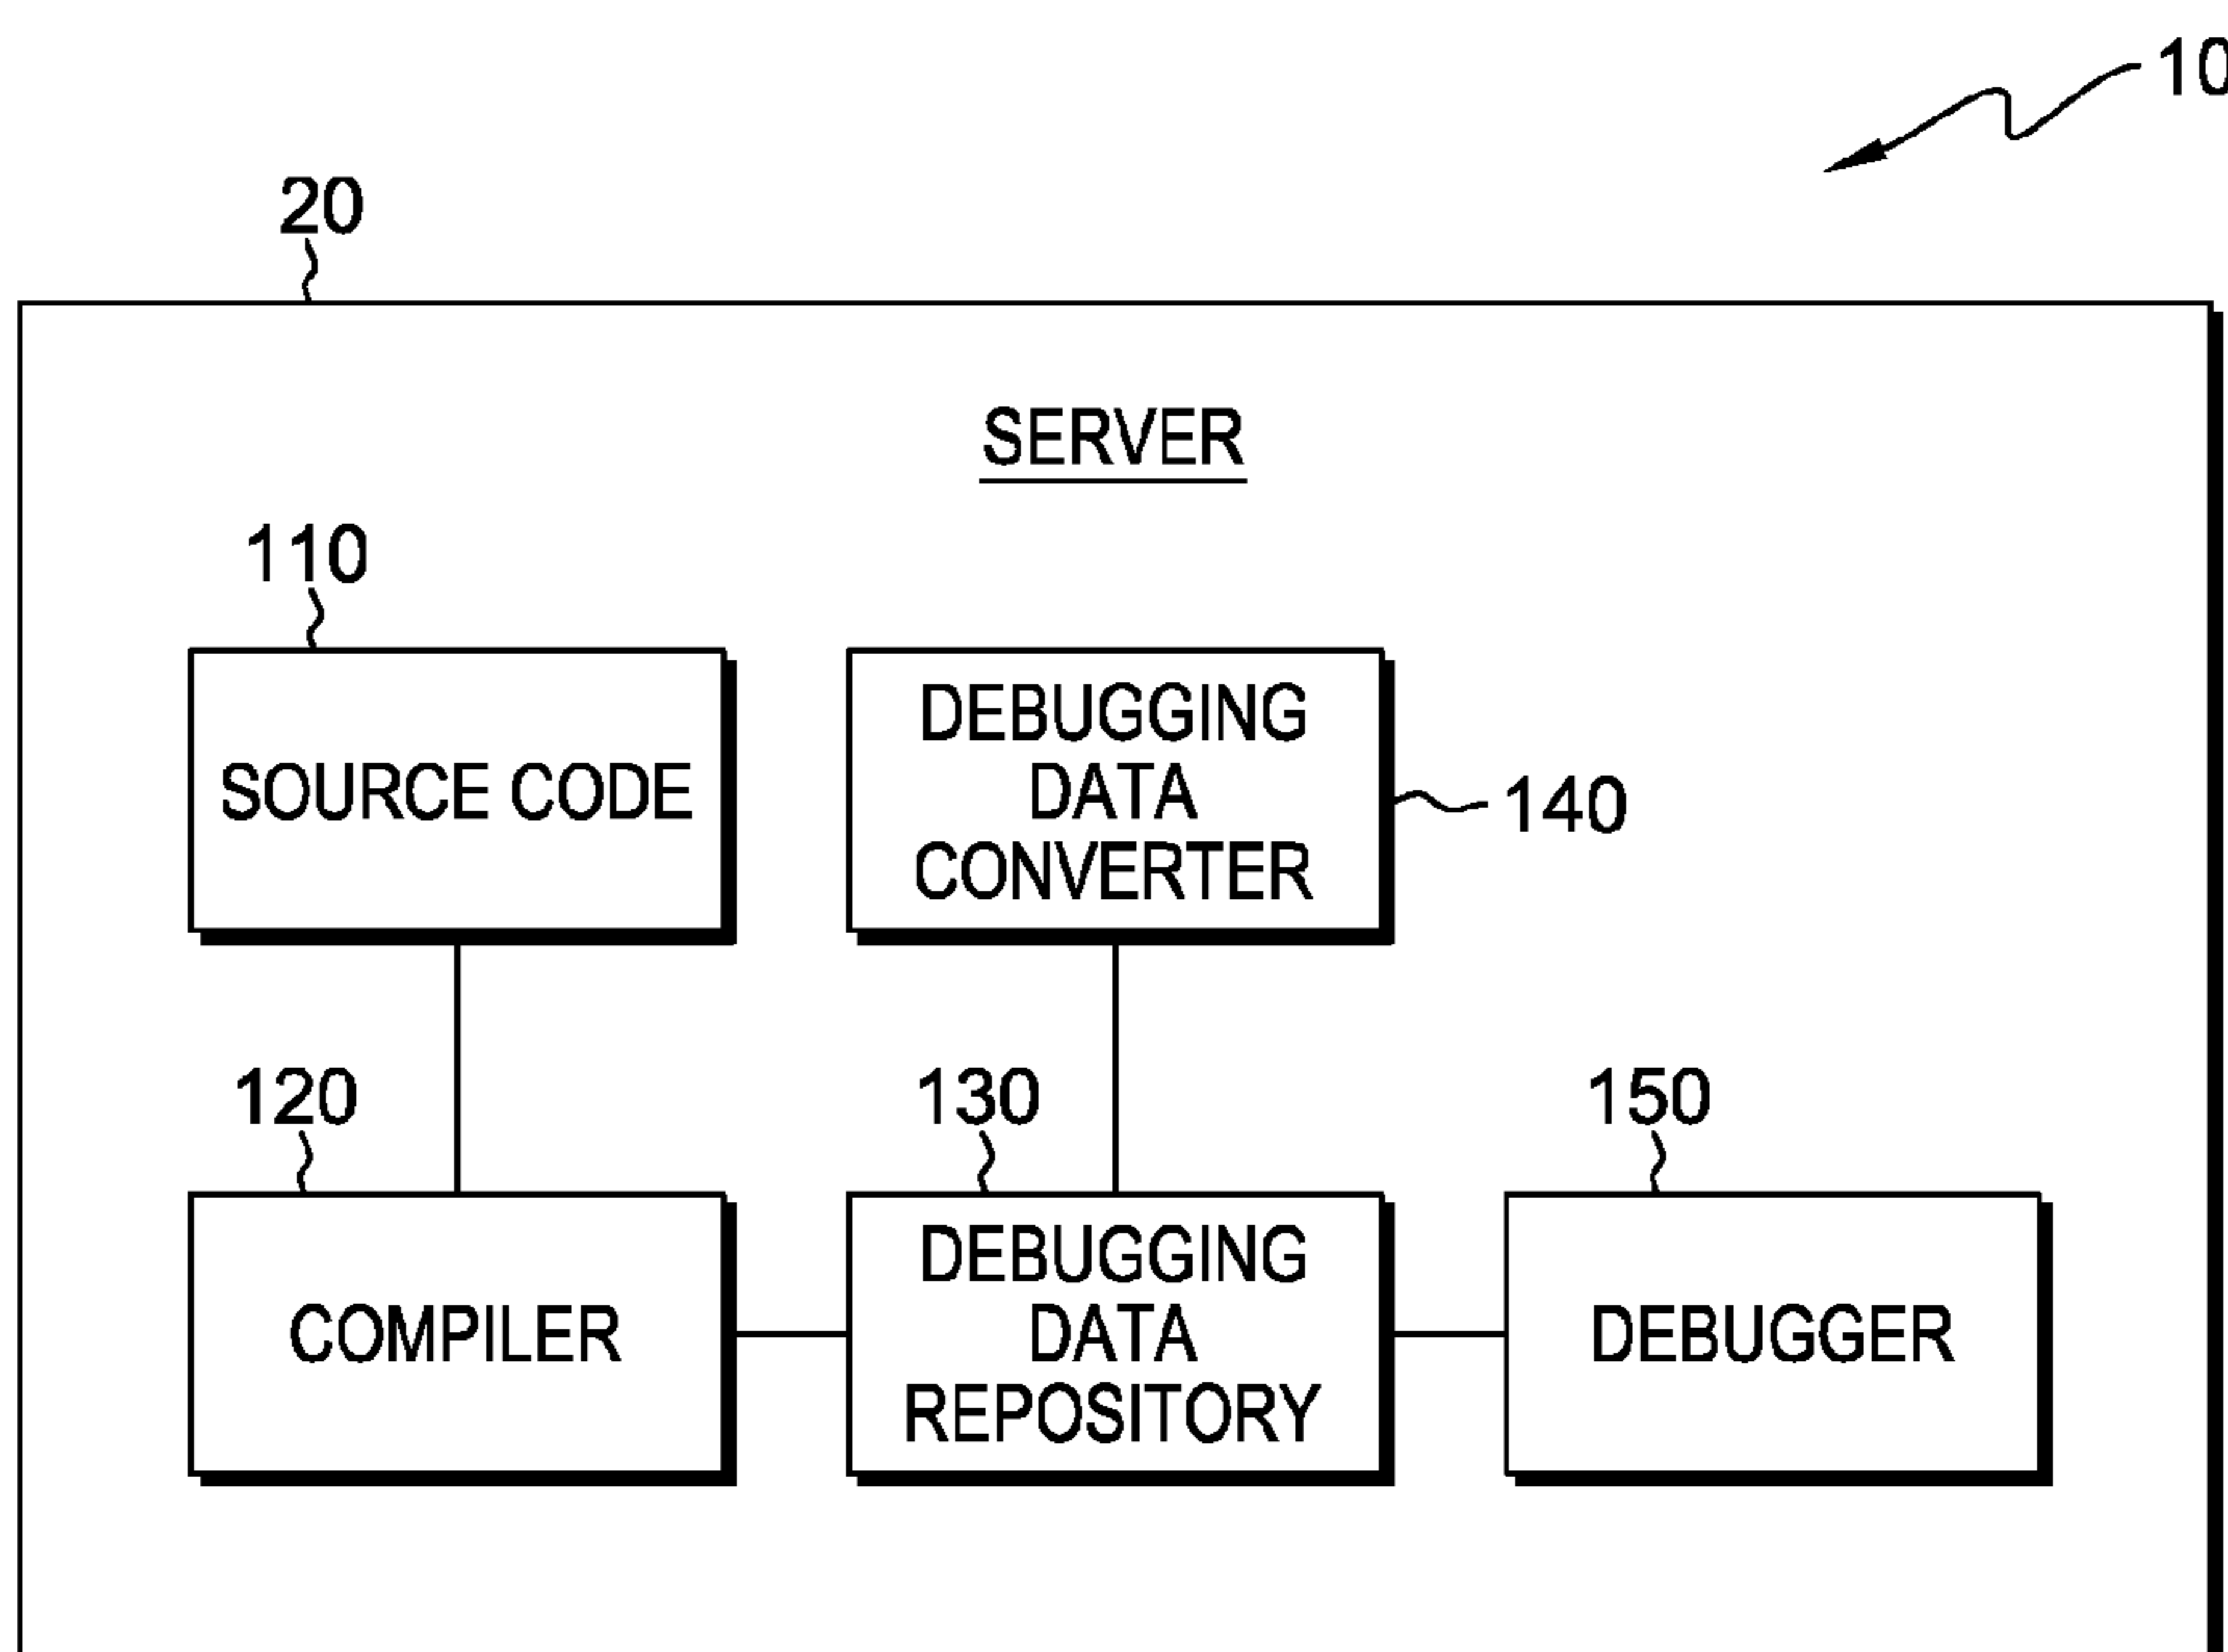 10
20
SERVER
110
SOURCE CODE
DEBUGGING
DATA
CONVERTER
140
120
130
150
COMPILER
DEBUGGING
DATA
REPOSITORY
DEBUGGER